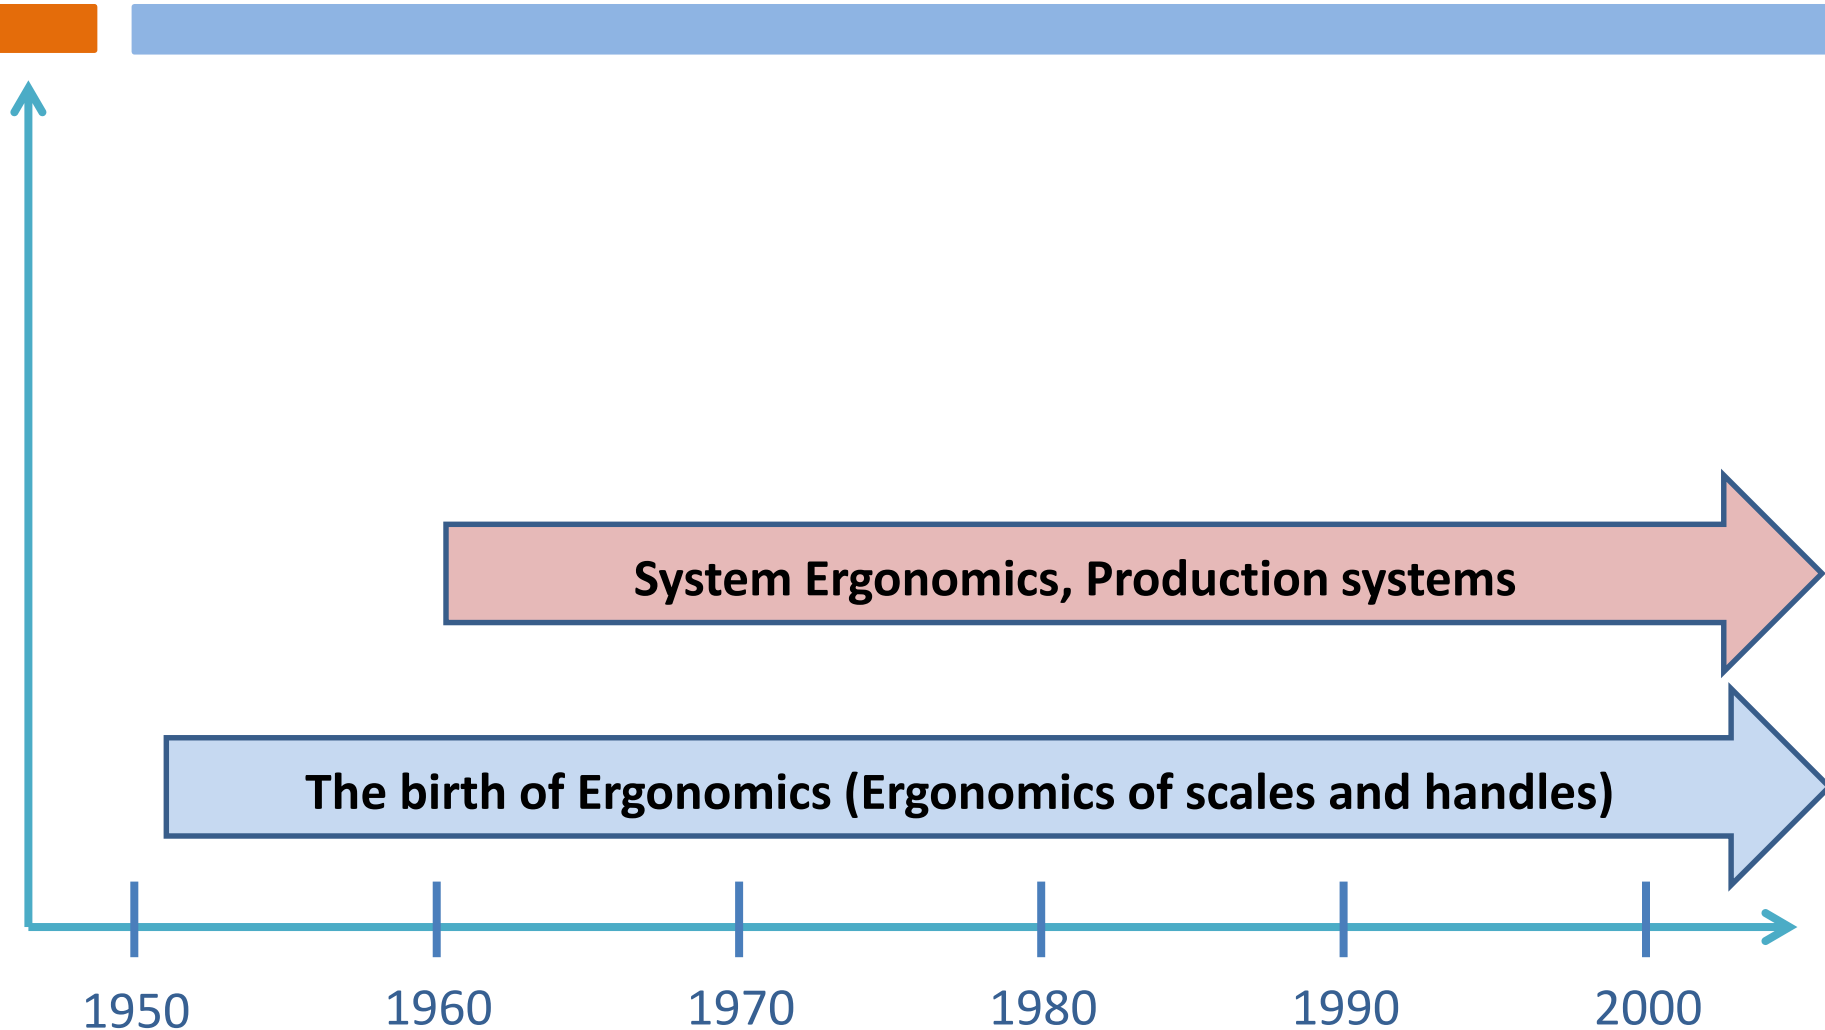 System Ergonomics, Production systems
The birth of Ergonomics (Ergonomics of scales and handles)
1950 1960 1970 1980 1990 2000